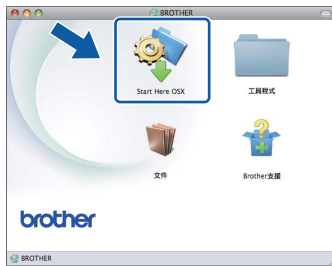 BROTHER
Start Here OSX
工具程式
文件
Brother支援
brother
BROTHER